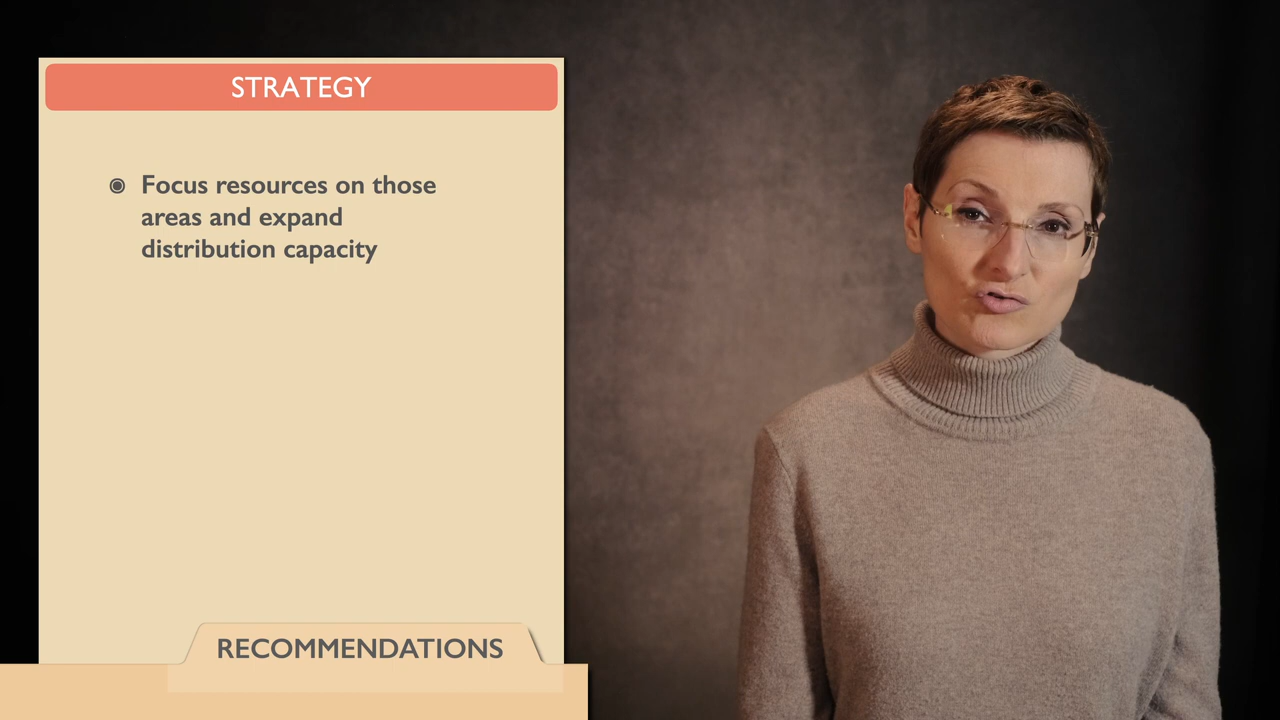 STRATEGY
Focus resources on those
areas and expand
distribution capacity
RECOMMENDATIONS